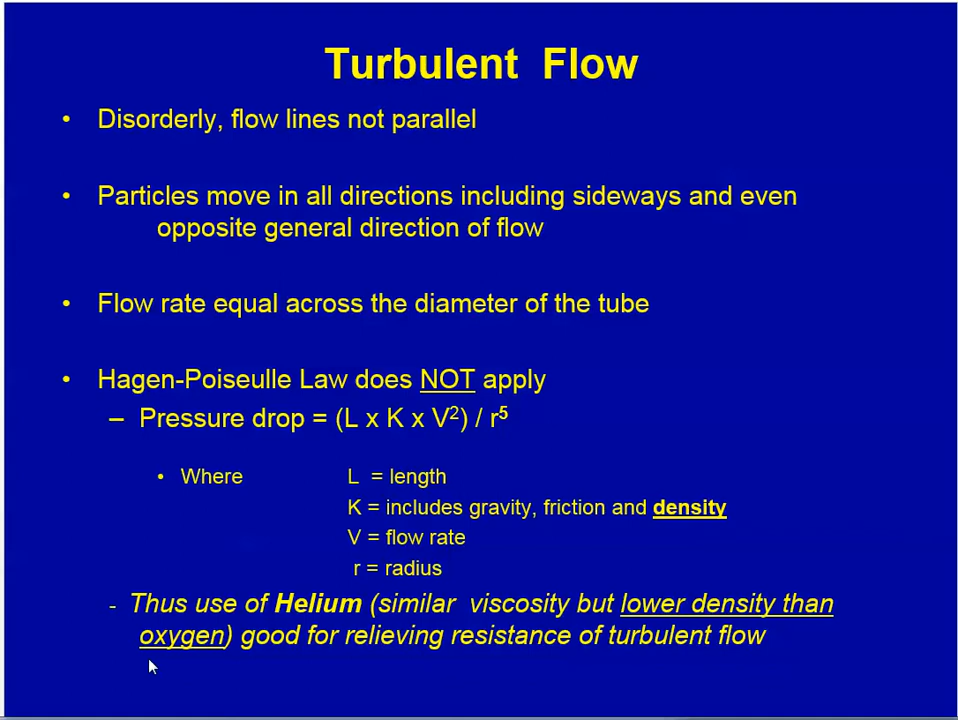 Turbulent Flow
• Disorderly, flow lines not parallel
• Particles move in all directions including sideways and even
opposite general direction of flow
• Flow rate equal across the diameter of the tube
• Hagen-Poiseulle Law does NOT apply
– Pressure drop = (L x K x V²) / r⁵
• Where L = length
K = includes gravity, friction and density
V = flow rate
r = radius
- Thus use of Helium (similar viscosity but lower density than
oxygen) good for relieving resistance of turbulent flow